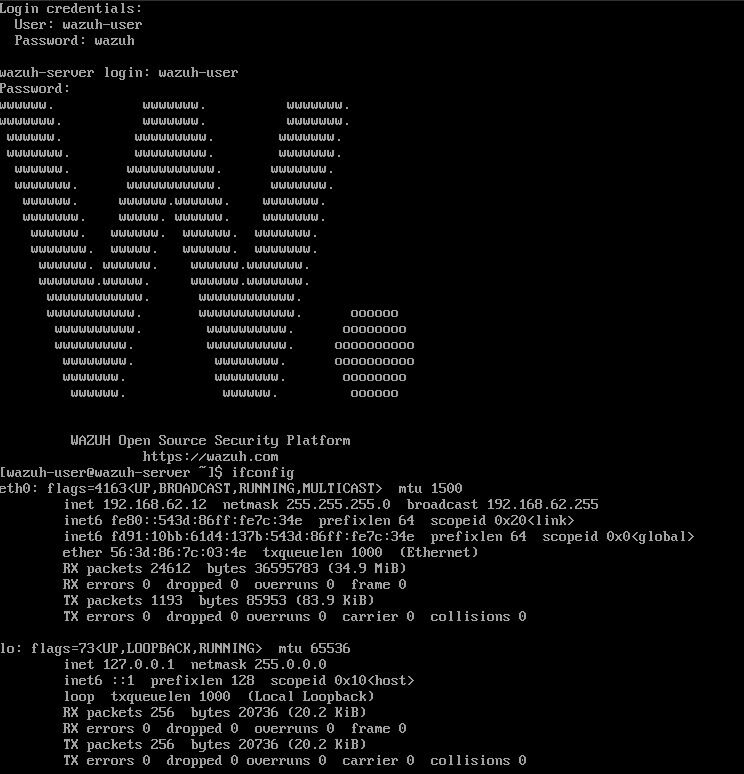 Login credentials:
  User: wazuh-user
  Password: wazuh

wazuh-server login: wazuh-user
Password:
wwwwww.           wwwwwww.          wwwwwww.
wwwwwww.          wwwwwww.          wwwwwww.
 wwwwww.         wwwwwwwww.        wwwwwww.
 wwwwwww.        wwwwwwwww.        wwwwwww.
  wwwwww.       wwwwwwwwwww.      wwwwwww.
  wwwwwww.      wwwwwwwwwww.      wwwwwww.
   wwwwww.     wwwwww.wwwwww.    wwwwwww.
   wwwwwww.    wwwww. wwwwww.    wwwwwww.
    wwwwww.   wwwwww.  wwwwww.  wwwwwww.
    wwwwwww.  wwwww.   wwwwww.  wwwwwww.
     wwwwww. wwwwww.    wwwwww.wwwwwww.
     wwwwwww.wwwww.     wwwwww.wwwwwww.
      wwwwwwwwwwww.      wwwwwwwwwwww.
      wwwwwwwwwww.       wwwwwwwwwwww.      oooooo
       wwwwwwwwww.        wwwwwwwwww.      oooooooo
       wwwwwwwww.         wwwwwwwwww.     oooooooooo
        wwwwwwww.          wwwwwwww.      oooooooooo
        wwwwwww.           wwwwwwww.       oooooooo
         wwwwww.            wwwwww.         oooooo

         WAZUH Open Source Security Platform
                  https://wazuh.com
[wazuh-user@wazuh-server ~]$ ifconfig
eth0: flags=4163<UP,BROADCAST,RUNNING,MULTICAST>  mtu 1500
        inet 192.168.62.12  netmask 255.255.255.0  broadcast 192.168.62.255
        inet6 fe80::543d:86ff:fe7c:34e  prefixlen 64  scopeid 0x20<link>
        inet6 fd91:10bb:61d4:137b:543d:86ff:fe7c:34e  prefixlen 64  scopeid 0x0<global>
        ether 56:3d:86:7c:03:4e  txqueuelen 1000  (Ethernet)
        RX packets 24612  bytes 36595783 (34.9 MiB)
        RX errors 0  dropped 0  overruns 0  frame 0
        TX packets 1193  bytes 85953 (83.9 KiB)
        TX errors 0  dropped 0 overruns 0  carrier 0  collisions 0

lo: flags=73<UP,LOOPBACK,RUNNING>  mtu 65536
        inet 127.0.0.1  netmask 255.0.0.0
        inet6 ::1  prefixlen 128  scopeid 0x10<host>
        loop  txqueuelen 1000  (Local Loopback)
        RX packets 256  bytes 20736 (20.2 KiB)
        RX errors 0  dropped 0  overruns 0  frame 0
        TX packets 256  bytes 20736 (20.2 KiB)
        TX errors 0  dropped 0 overruns 0  carrier 0  collisions 0